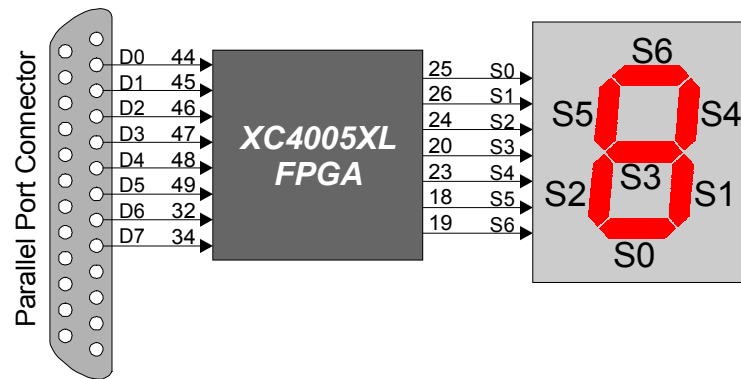 Parallel Port Connector
D0 44
D1 45
D2 46
D3 47
D4 48
D5 49
D6 32
D7 34
XC4005XL
FPGA
25 S0
26 S1
24 S2
20 S3
23 S4
18 S5
19 S6
S6
S5 S4
S3
S2 S1
S0